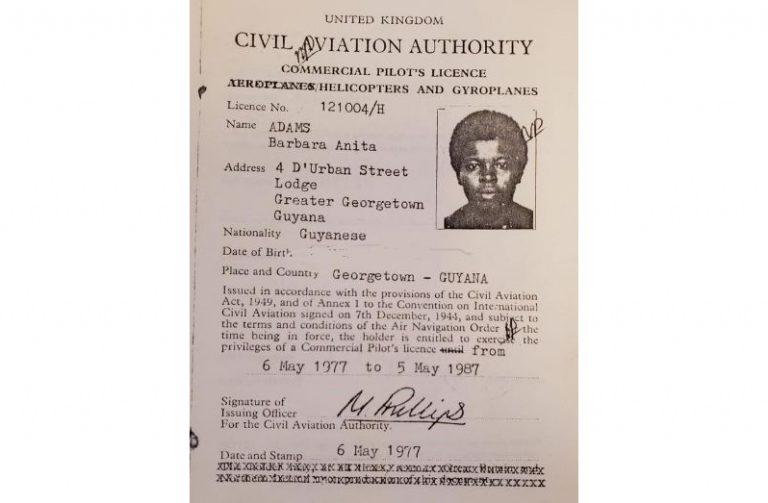 UNITED KINGDOM
CIVIL AVIATION AUTHORITY
COMMERCIAL PILOT'S LICENCE
AEROPLANES/HELICOPTERS AND GYROPLANES
Licence No. 121004/H
Name ADAMS
Barbara Anita
Address 4 D'Urban Street
Lodge
Greater Georgetown
Guyana
Nationality Guyanese
Date of Birth
Place and Country Georgetown - GUYANA
Issued in accordance with the provisions of the Civil Aviation
Act, 1949, and of Annex 1 to the Convention on International
Civil Aviation signed on 7th December, 1944, and subject to
the terms and conditions of the Air Navigation Order the
time being in force, the holder is entitled to exercise the
privileges of a Commercial Pilot's licence until from
6 May 1977 to 5 May 1987
Signature of
Issuing Officer M. Phillips
For the Civil Aviation Authority.
Date and Stamp 6 May 1977